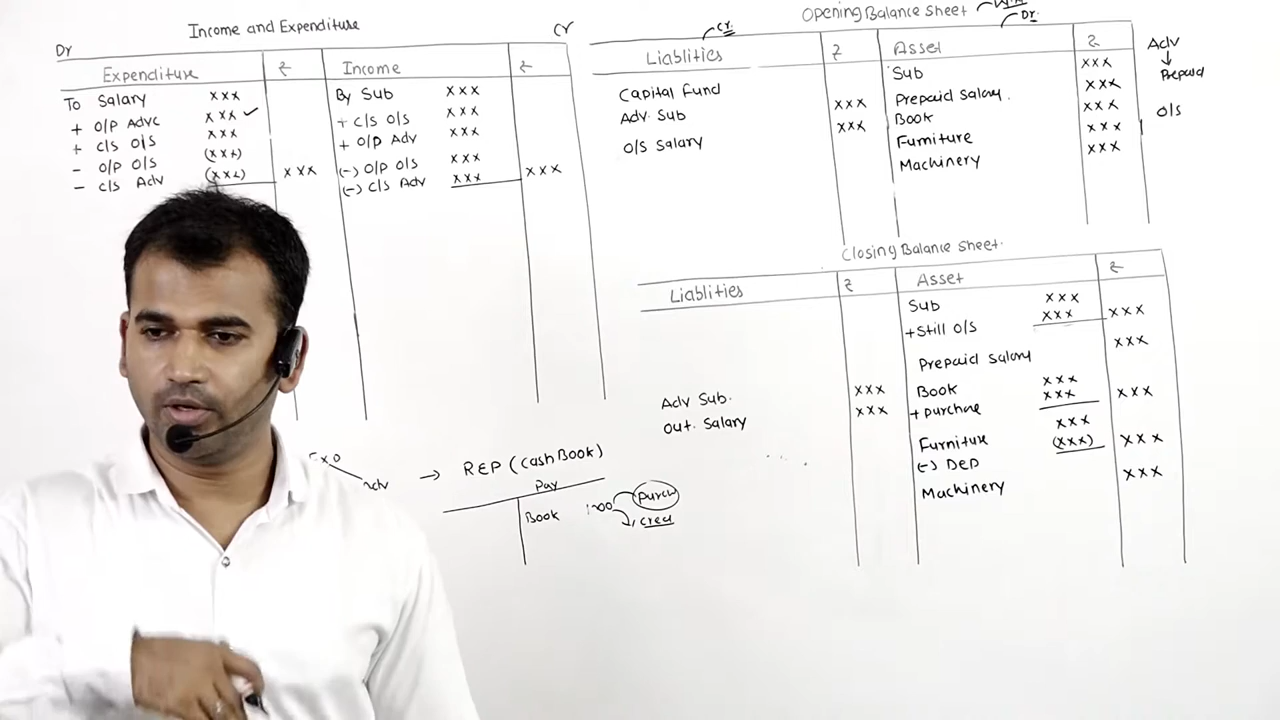 Income and Expenditure
Dr
Cr
Expenditure ₹ Income ₹
To Salary xxx By Sub xxx
+ O/P Advc xxx ✓ + C/s O/s xxx
+ C/s O/s xxx + O/P Adv xxx
- O/P O/s (xxx) (-) O/P O/s xxx
- C/s Adv (xxx) xxx (-) C/s Adv xxx xxx
Opening Balance Sheet
Cr.
Dr.
Liablities ₹ Asset ₹
Capital Fund Sub xxx
Adv. Sub xxx Prepaid Salary. xxx
O/s Salary xxx Book xxx
Furniture xxx
Machinery xxx
Adv
↓
Prepaid
O/s
Closing Balance Sheet.
Liablities ₹ Asset ₹
Sub xxx
+Still O/s xxx xxx
Prepaid Salary xxx
Adv Sub. xxx Book xxx
Out. Salary xxx + purchase xxx xxx
Furniture xxx
(-) DEP (xxx) xxx
Machinery xxx
→ REP (Cash Book)
Pay
Book
Purch
Cred